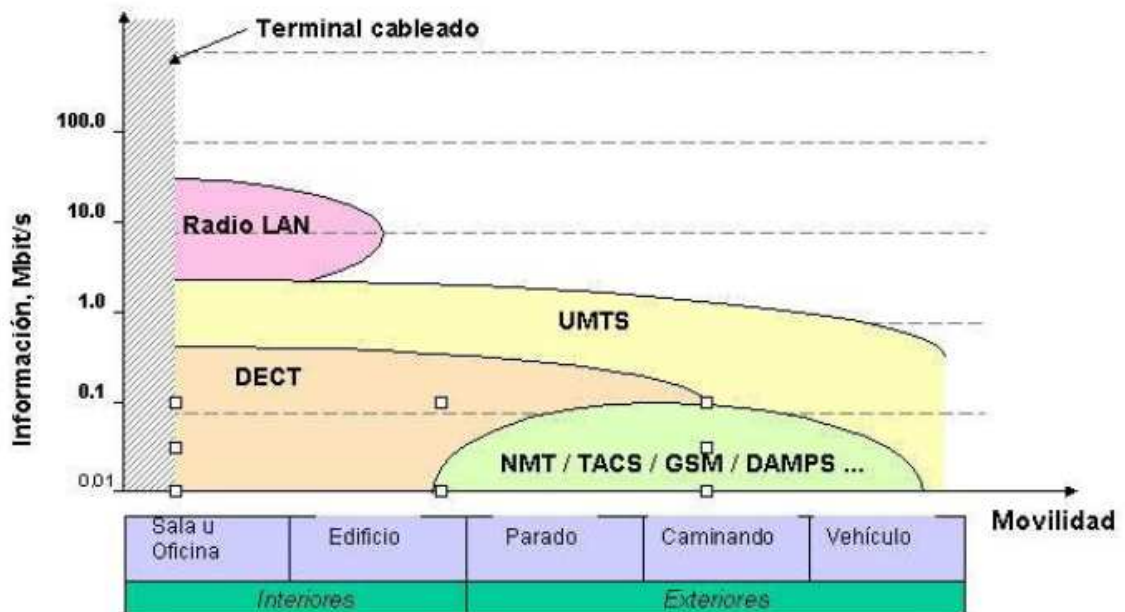 Terminal cableado
Información, Mbit/s
100.0
10.0
1.0
0.1
0.01
Radio LAN
UMTS
DECT
NMT / TACS / GSM / DAMPS ...
Movilidad
Sala u
Oficina
Edificio
Parado
Caminando
Vehículo
Interiores
Exteriores